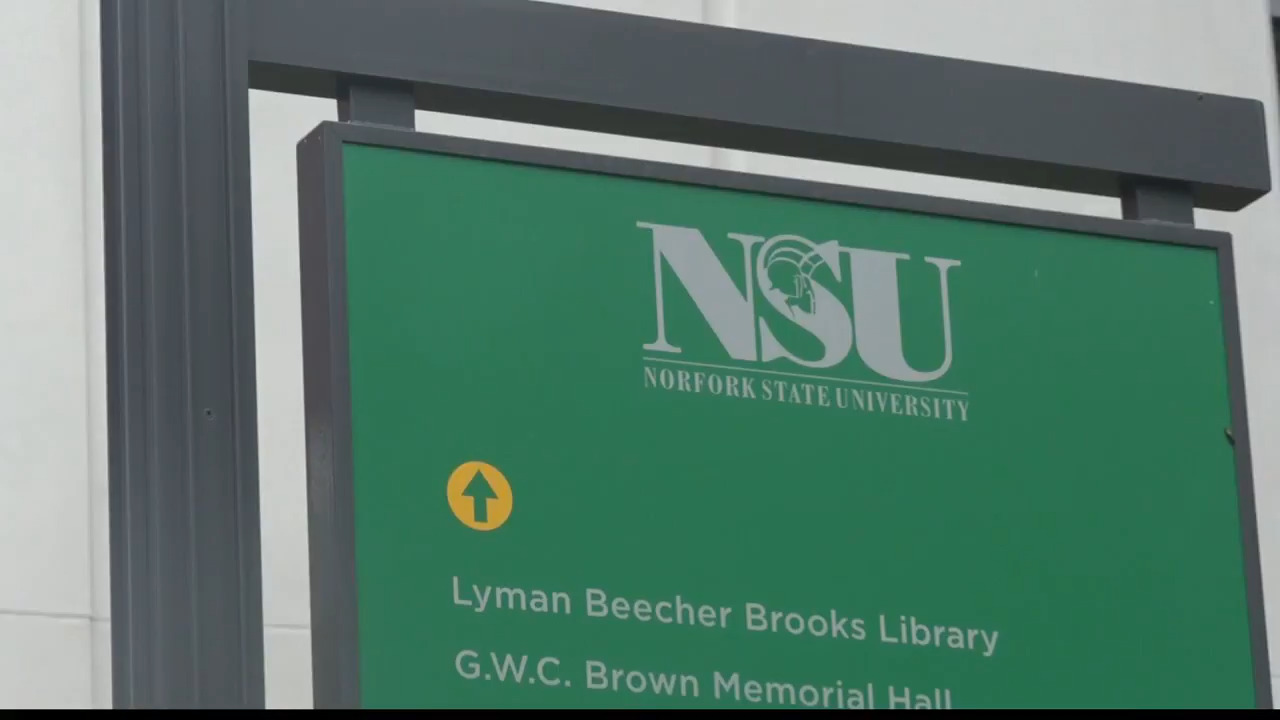 NSU
NORFORK STATE UNIVERSITY
Lyman Beecher Brooks Library
G.W.C. Brown Memorial Hall